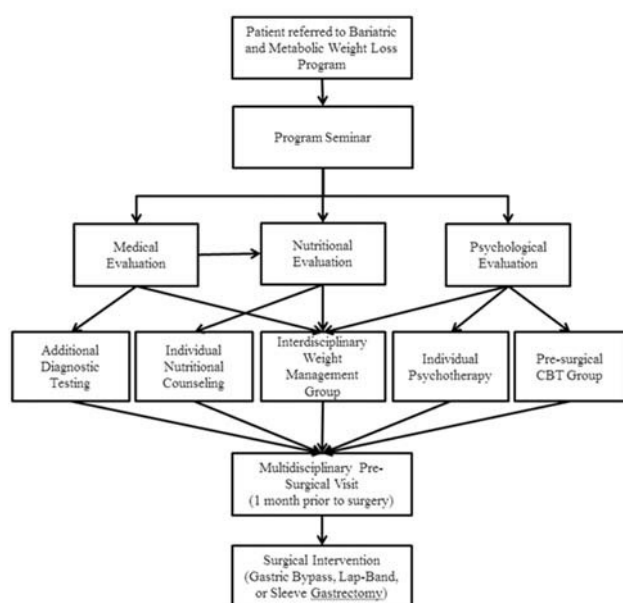 Patient referred to Bariatric
and Metabolic Weight Loss
Program
Program Seminar
Medical
Evaluation
Nutritional
Evaluation
Psychological
Evaluation
Additional
Diagnostic
Testing
Individual
Nutritional
Counseling
Interdisciplinary
Weight
Management
Group
Individual
Psychotherapy
Pre-surgical
CBT Group
Multidisciplinary Pre-
Surgical Visit
(1 month prior to surgery)
Surgical Intervention
(Gastric Bypass, Lap-Band,
or Sleeve Gastrectomy)